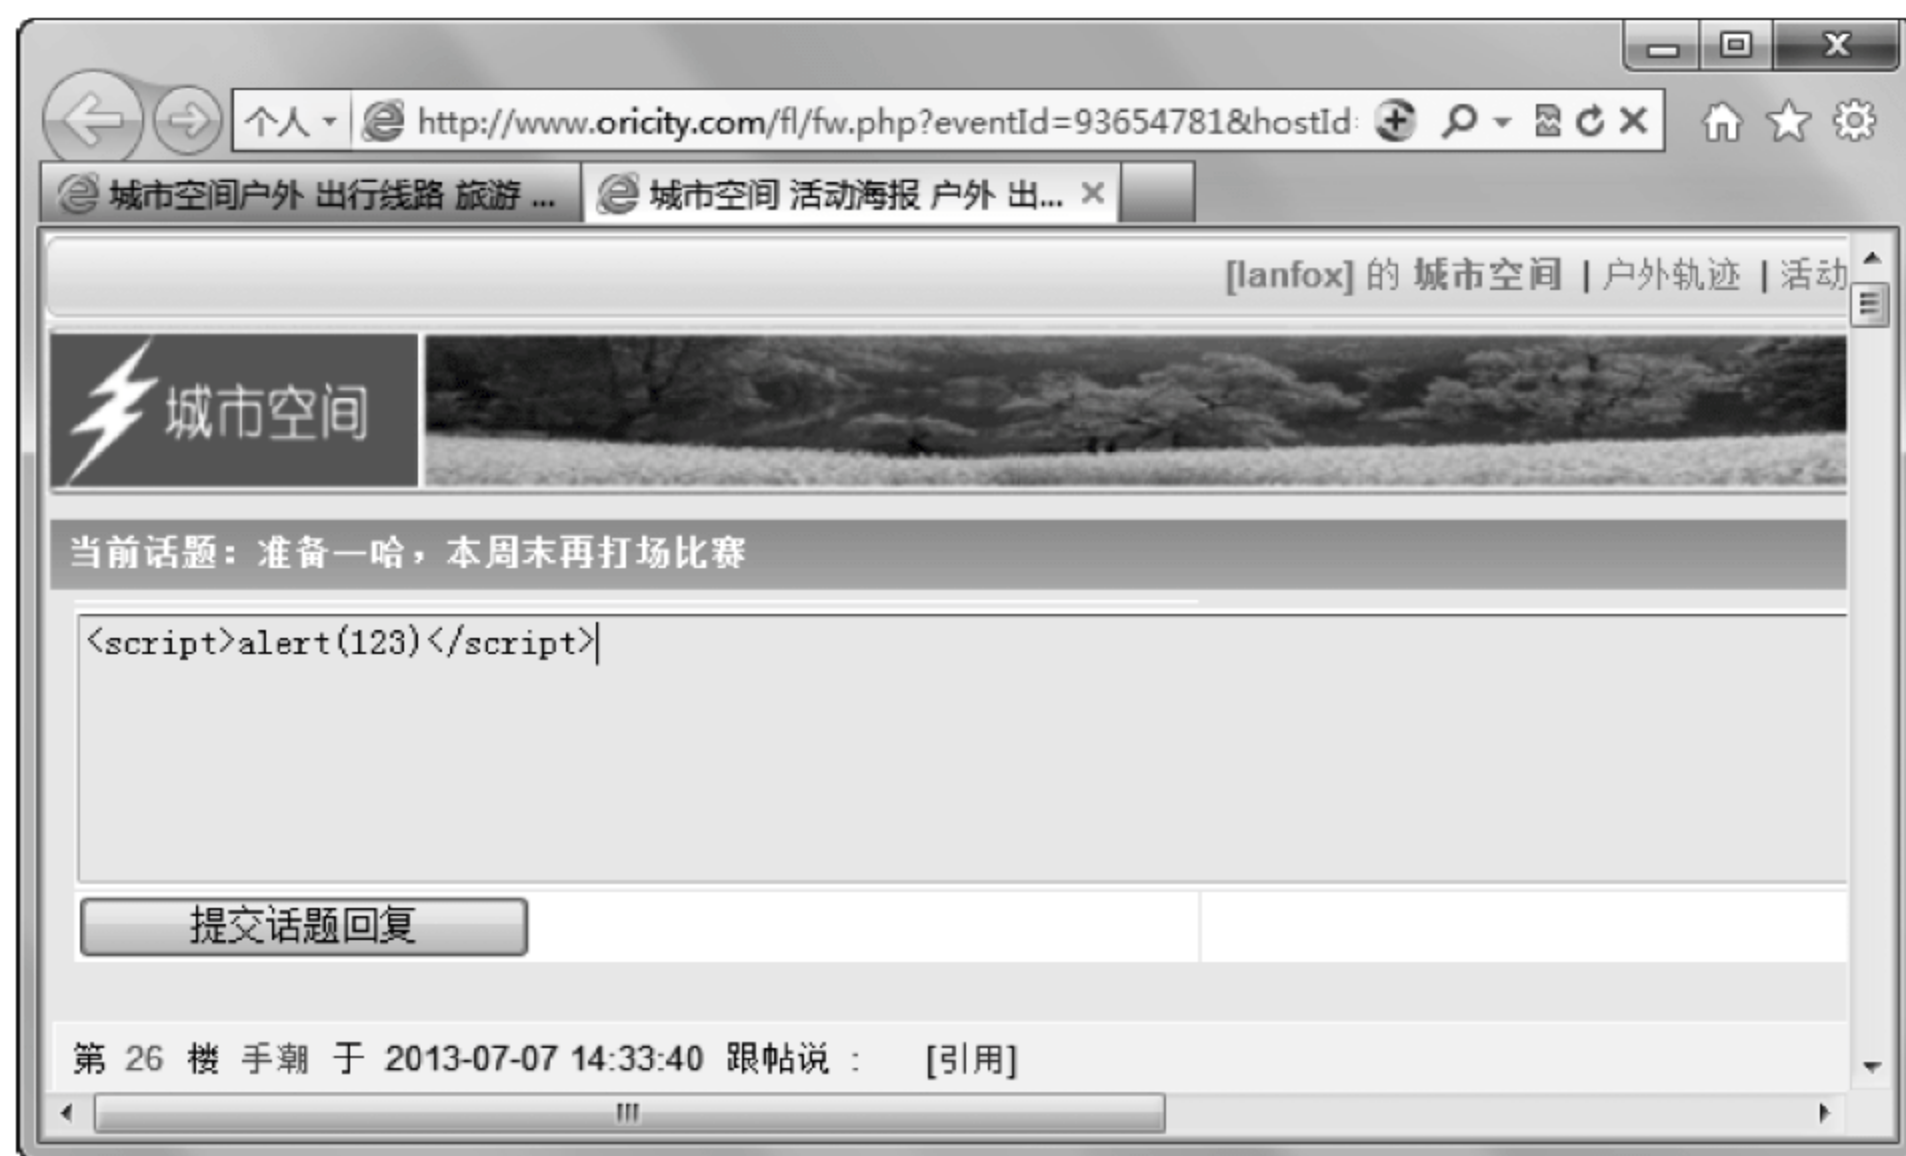 个人 http://www.oricity.com/fl/fw.php?eventId=93654781&hostId:
城市空间户外 出行线路 旅游 ... 城市空间 活动海报 户外 出...
[lanfox] 的 城市空间 | 户外轨迹 | 活动
城市空间
当前话题：准备一哈，本周末再打场比赛
<script>alert(123)</script>
提交话题回复
第 26 楼 手潮 于 2013-07-07 14:33:40 跟帖说 : [引用]